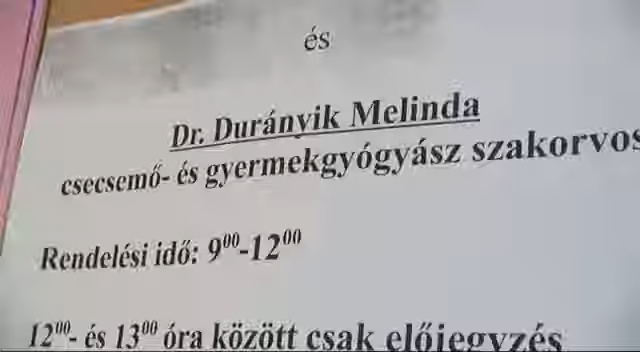 és
Dr. Durányik Melinda
csecsemő- és gyermekgyógyász szakorvos
Rendelési idő: 9⁰⁰-12⁰⁰
12⁰⁰- és 13⁰⁰ óra között csak előjegyzés